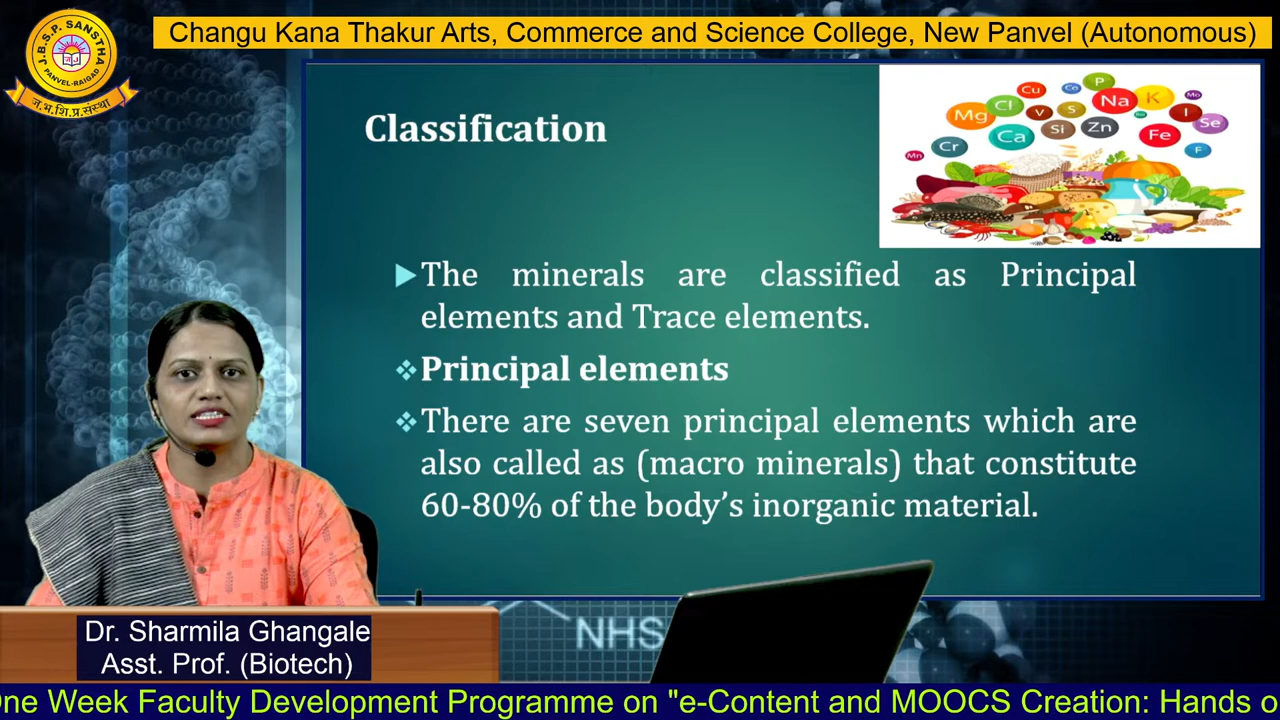 Changu Kana Thakur Arts, Commerce and Science College, New Panvel (Autonomous)
J.B.S.P. SANSTHA
PANVEL-RAIGAD
ज.भ.शि.प्र.संस्था
Classification
Cu
Co
P
Mg
Cl
V
S
Na
K
Mo
I
Se
Ca
Si
Zn
Fe
Cr
Mn
F
The minerals are classified as Principal
elements and Trace elements.
Principal elements
There are seven principal elements which are
also called as (macro minerals) that constitute
60-80% of the body's inorganic material.
NHS
Dr. Sharmila Ghangale
Asst. Prof. (Biotech)
One Week Faculty Development Programme on "e-Content and MOOCS Creation: Hands o